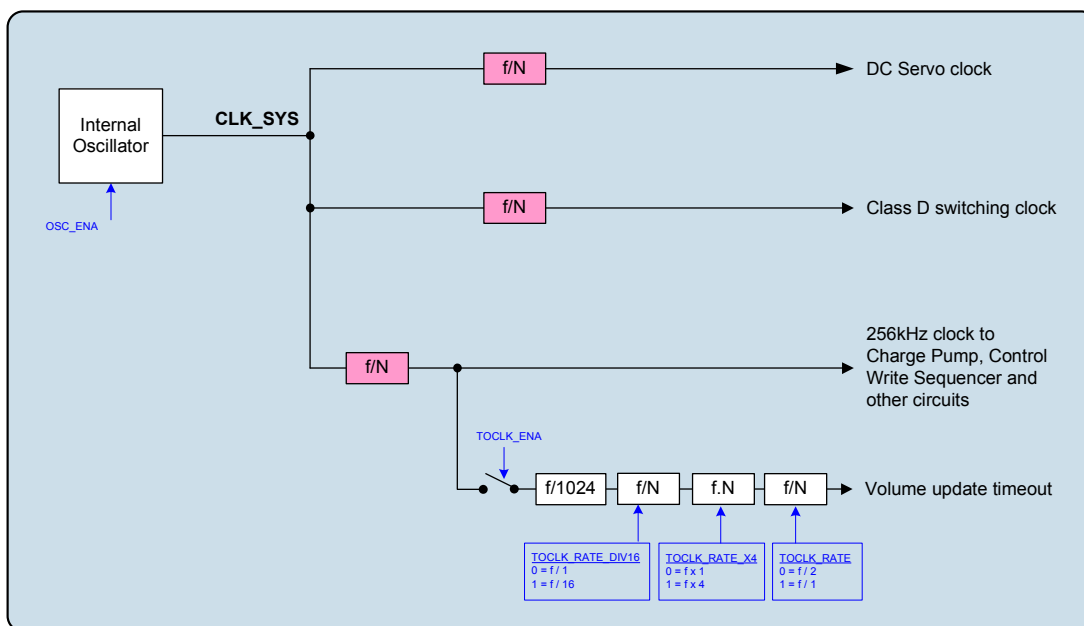 f/N
DC Servo clock
Internal
Oscillator
CLK_SYS
OSC_ENA
f/N
Class D switching clock
f/N
256kHz clock to
Charge Pump, Control
Write Sequencer and
other circuits
TOCLK_ENA
f/1024
f/N
f.N
f/N
Volume update timeout
TOCLK_RATE_DIV16
0 = f / 1
1 = f / 16
TOCLK_RATE_X4
0 = f x 1
1 = f x 4
TOCLK_RATE
0 = f / 2
1 = f / 1